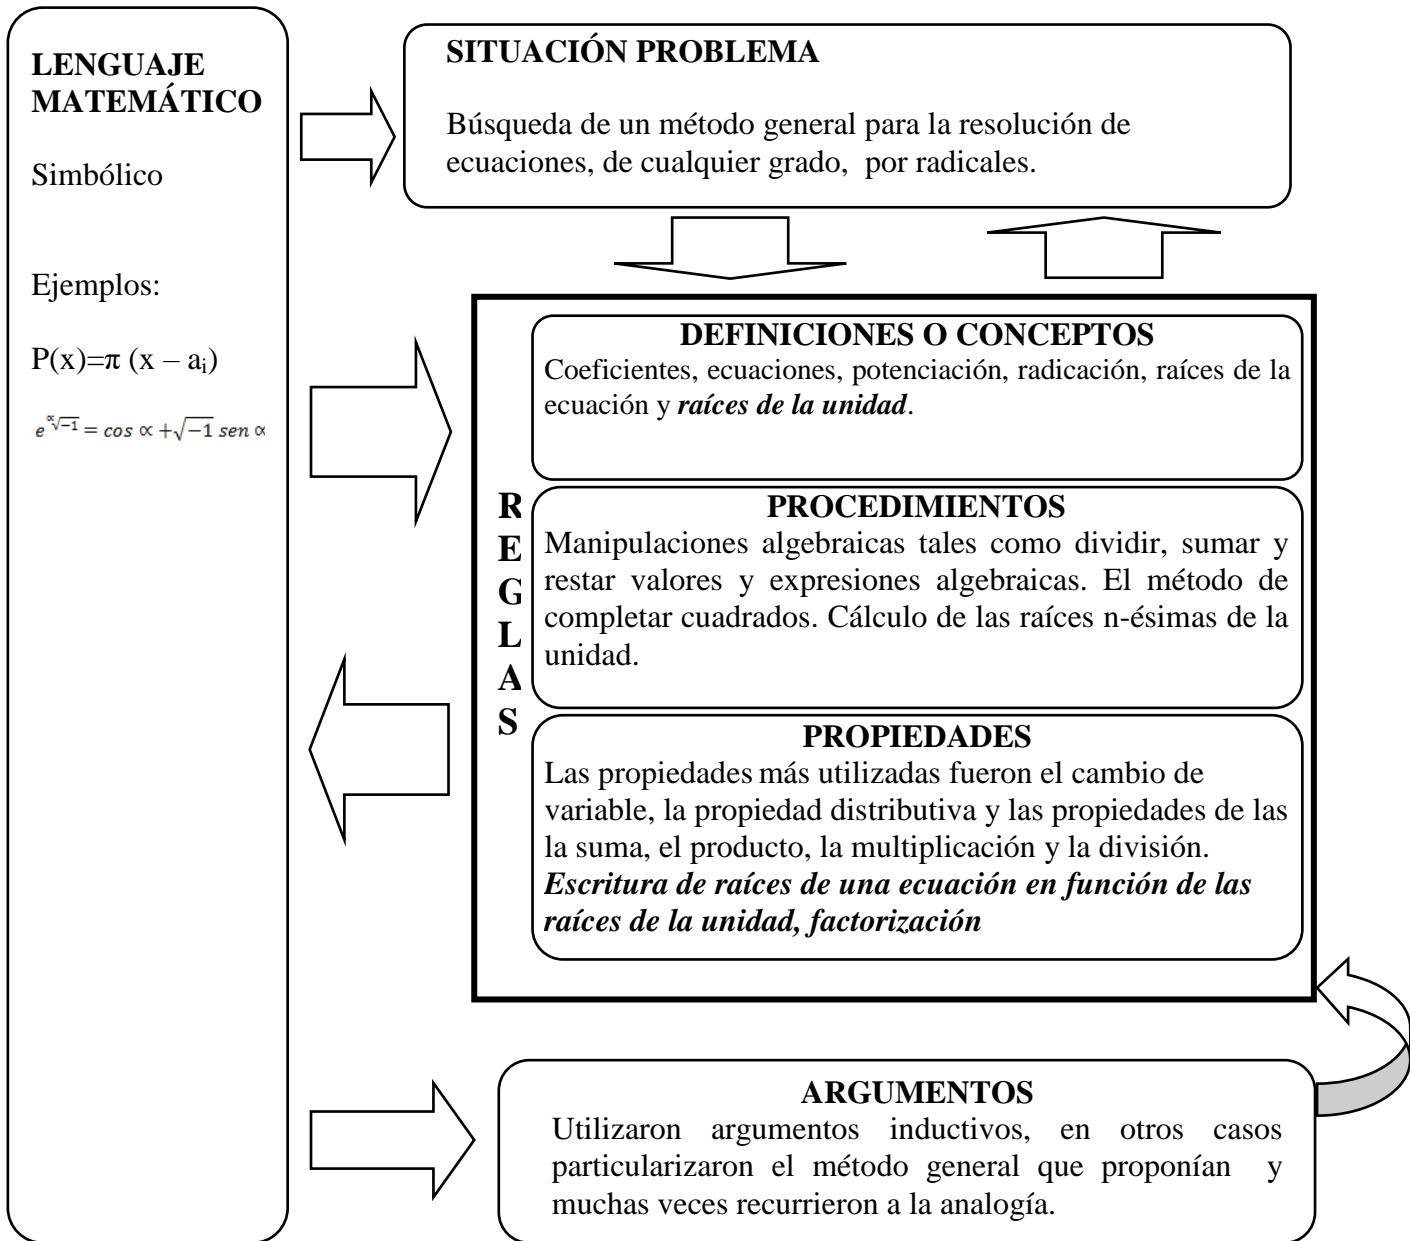 LENGUAJE
MATEMÁTICO
Simbólico
Ejemplos:
P(x)=π (x – aᵢ)
e^∝√−1 = cos ∝ +√−1 sen ∝
SITUACIÓN PROBLEMA
Búsqueda de un método general para la resolución de
ecuaciones, de cualquier grado,  por radicales.
R
E
G
L
A
S
DEFINICIONES O CONCEPTOS
Coeficientes, ecuaciones, potenciación, radicación, raíces de la
ecuación y raíces de la unidad.
PROCEDIMIENTOS
Manipulaciones algebraicas tales como dividir, sumar y
restar valores y expresiones algebraicas. El método de
completar cuadrados. Cálculo de las raíces n-ésimas de la
unidad.
PROPIEDADES
Las propiedades más utilizadas fueron el cambio de
variable, la propiedad distributiva y las propiedades de las
la suma, el producto, la multiplicación y la división.
Escritura de raíces de una ecuación en función de las
raíces de la unidad, factorización
ARGUMENTOS
Utilizaron argumentos inductivos, en otros casos
particularizaron el método general que proponían  y
muchas veces recurrieron a la analogía.